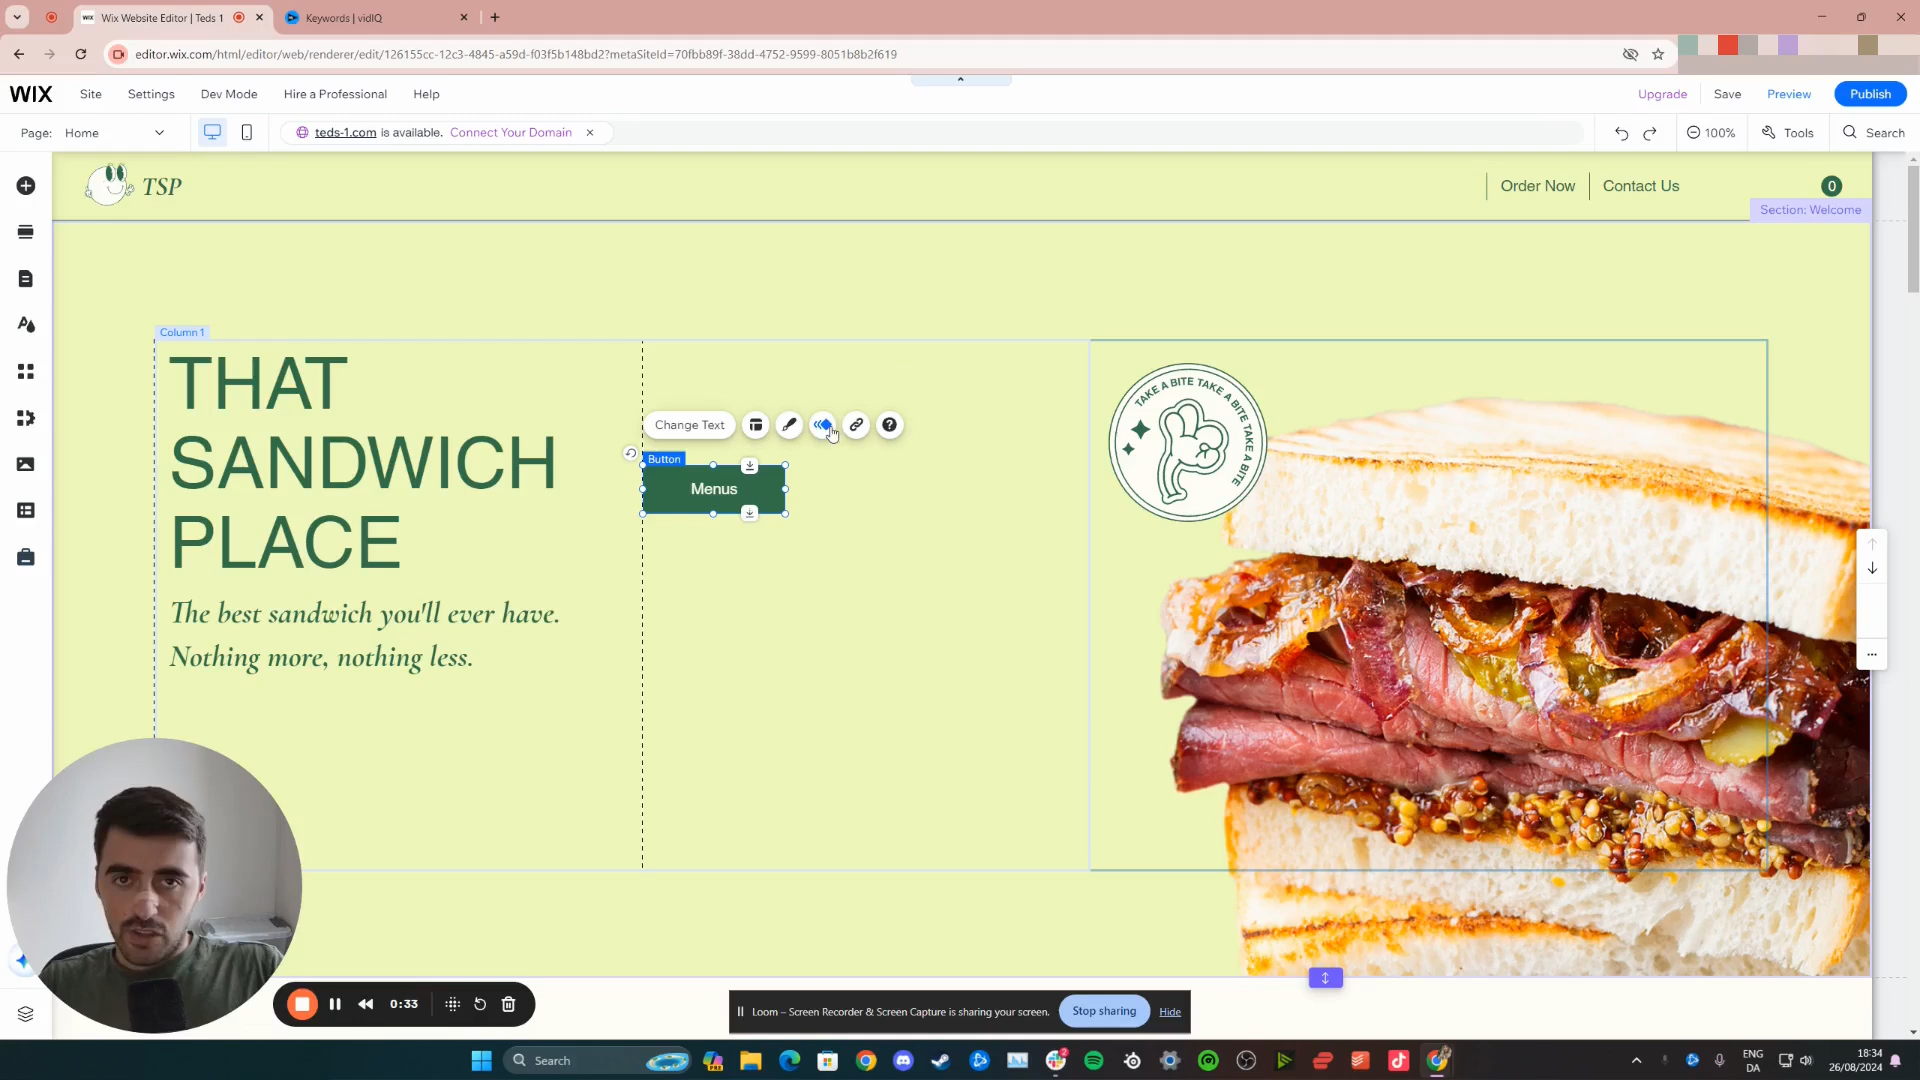 Wix Website Editor | Teds 1
Keywords | vidIQ
editor.wix.com/html/editor/web/renderer/edit/126155cc-12c3-4845-a59d-f03f5b148bd2?metaSiteId=70fbb89f-38dd-4752-9599-8051b8b2f619
WIX
Site
Settings
Dev Mode
Hire a Professional
Help
Upgrade
Save
Preview
Publish
Page: Home
teds-1.com is available. Connect Your Domain
100%
Tools
Search
TSP
Order Now
Contact Us
0
Section: Welcome
Column 1
THAT
SANDWICH
PLACE
The best sandwich you'll ever have.
Nothing more, nothing less.
Change Text
Button
Menus
TAKE A BITE TAKE A BITE TAKE A BITE
0:33
Loom – Screen Recorder & Screen Capture is sharing your screen.
Stop sharing
Hide
Search
ENG
DA
18:34
26/08/2024